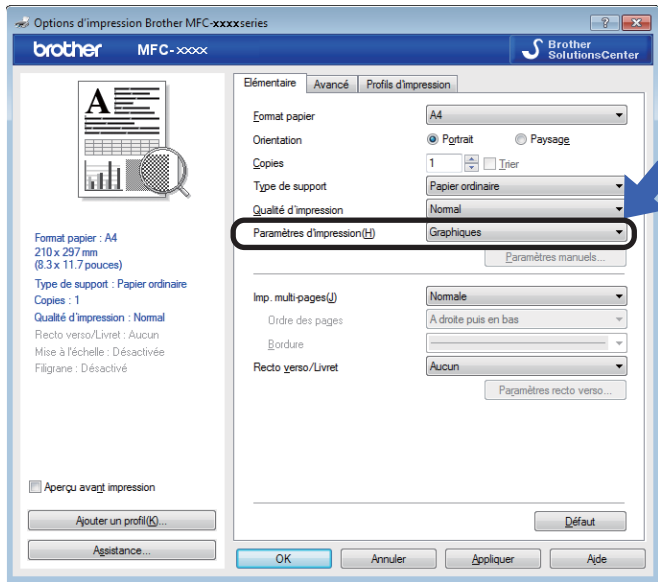 Options d'impression Brother MFC-xxxxseries
brother MFC-xxxx
Brother SolutionsCenter
A
Format papier : A4
210 x 297 mm
(8.3 x 11.7 pouces)
Type de support : Papier ordinaire
Copies : 1
Qualité d'impression : Normal
Recto verso/Livret : Aucun
Mise à l'échelle : Désactivée
Filigrane : Désactivé
Aperçu avant impression
Ajouter un profil(K)...
Assistance...
Elémentaire Avancé Profils d'impression
Format papier A4
Orientation Portrait Paysage
Copies 1 Trier
Type de support Papier ordinaire
Qualité d'impression Normal
Paramètres d'impression(H) Graphiques
Paramètres manuels...
Imp. multi-pages(J) Normale
Ordre des pages A droite puis en bas
Bordure
Recto verso/Livret Aucun
Paramètres recto verso...
Défaut
OK Annuler Appliquer Aide